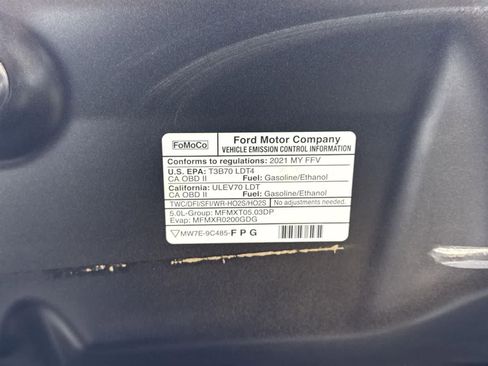 FoMoCo
Ford Motor Company
VEHICLE EMISSION CONTROL INFORMATION
Conforms to regulations: 2021 MY FFV
U.S. EPA: T3B70 LDT4
CA OBD II Fuel: Gasoline/Ethanol
California: ULEV70 LDT
CA OBD II Fuel: Gasoline/Ethanol
TWC/DFI/SFI/WR-HO2S/HO2S No adjustments needed.
5.0L-Group: MFMXT05.03DP
Evap: MFMXR0200GDG
MW7E-9C485-FPG